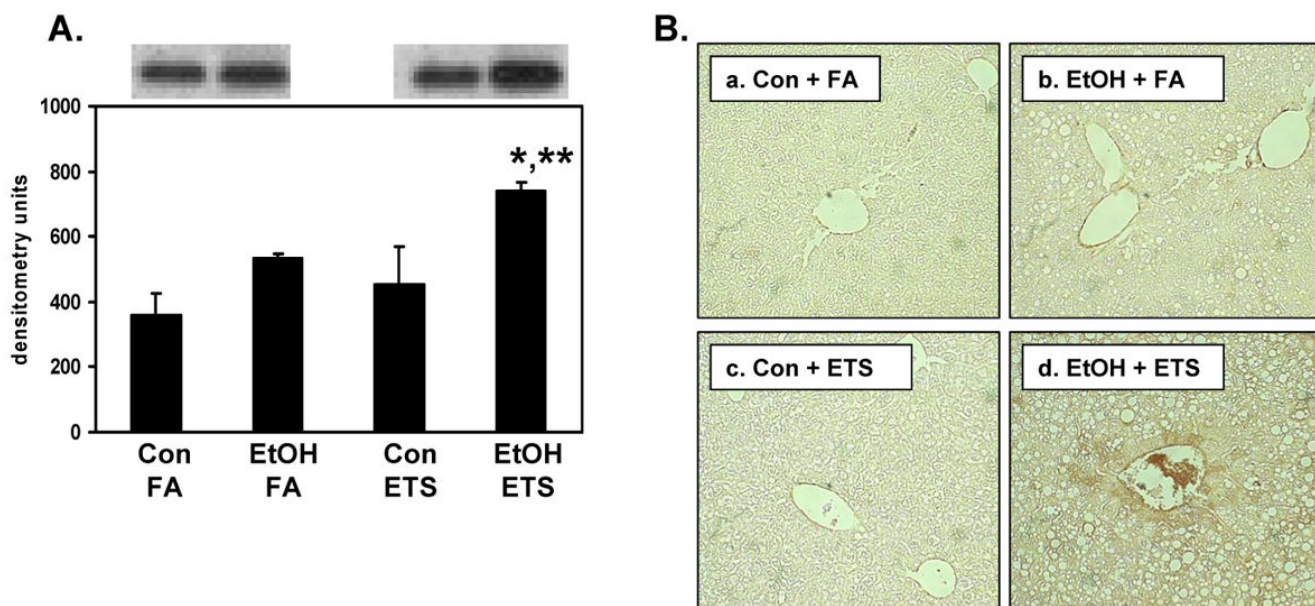 A.
1000
800
600
400
200
0
densitometry units
*,**
Con FA
EtOH FA
Con ETS
EtOH ETS
B.
a. Con + FA
b. EtOH + FA
c. Con + ETS
d. EtOH + ETS